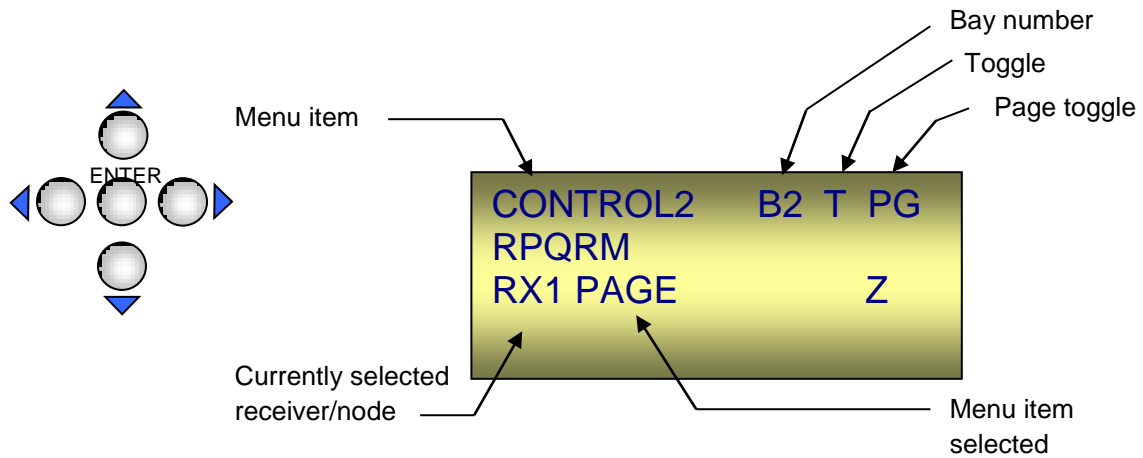 Bay number
Toggle
Page toggle
Menu item
ENTER
CONTROL2 B2 T PG
RPQRM
RX1 PAGE Z
Currently selected
receiver/node
Menu item
selected